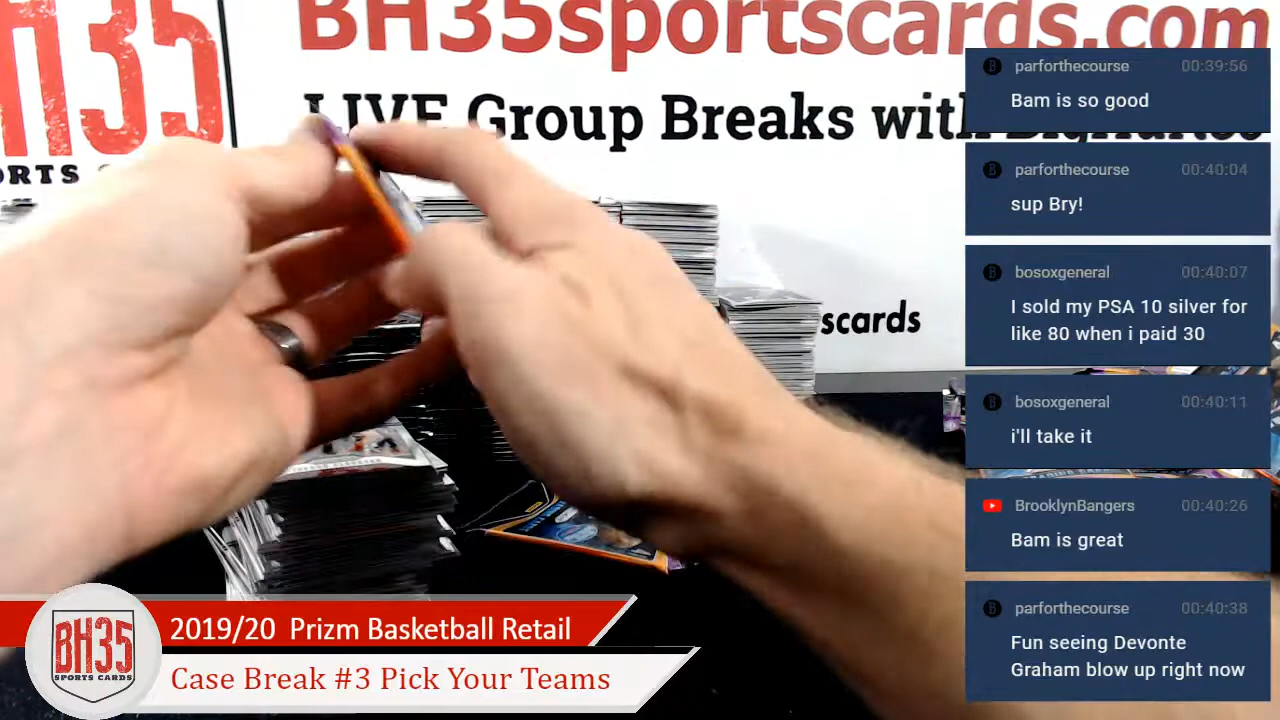 BH35
ORTS
BH35sportscards.com
LIVE Group Breaks with
scards
parforthecourse 00:39:56
Bam is so good
parforthecourse 00:40:04
sup Bry!
bosoxgeneral 00:40:07
I sold my PSA 10 silver for
like 80 when i paid 30
bosoxgeneral 00:40:11
i'll take it
BrooklynBangers 00:40:26
Bam is great
parforthecourse 00:40:38
Fun seeing Devonte
Graham blow up right now
BH35
SPORTS CARDS
2019/20 Prizm Basketball Retail
Case Break #3 Pick Your Teams